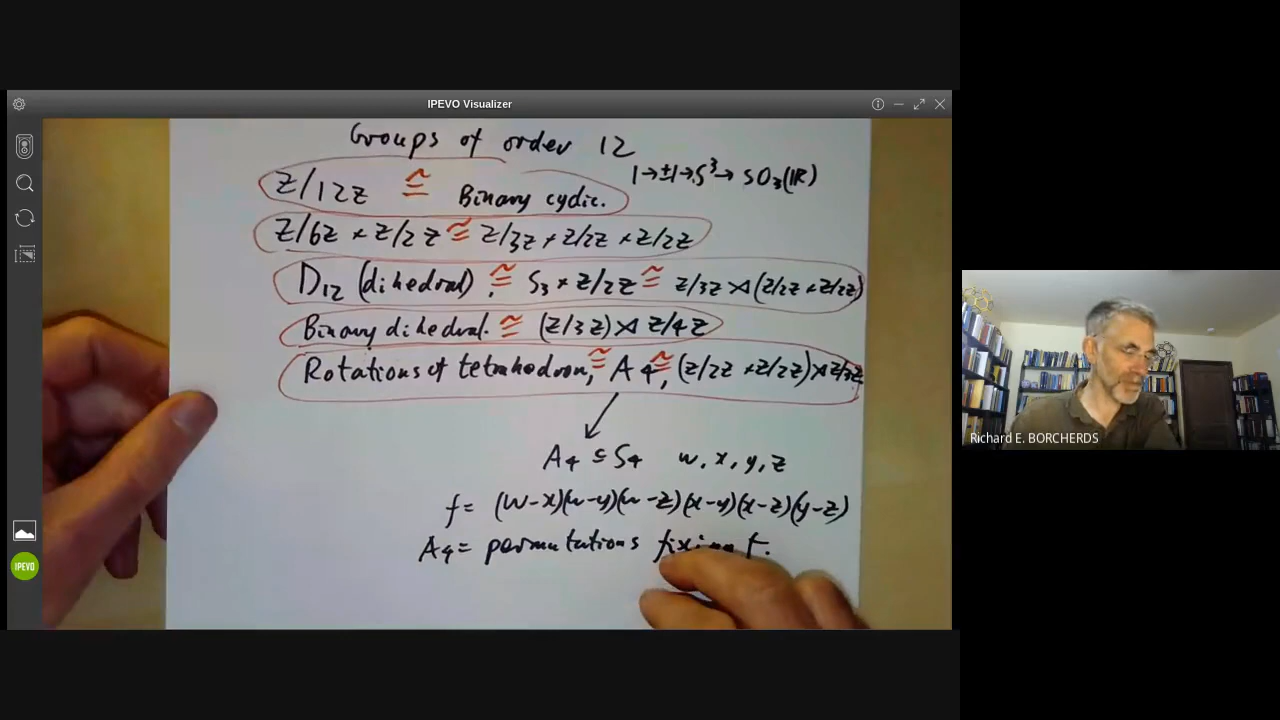 IPEVO Visualizer
Groups of order 12
1→±1→S³→SO₃(ℝ)
Z/12Z ≅ Binary cyclic.
Z/6Z × Z/2Z ≅ Z/3Z × Z/2Z × Z/2Z
D₁₂ (dihedral). ≅ S₃ × Z/2Z ≅ Z/3Z ⋊ (Z/2Z × Z/2Z)
Binary dihedral. ≅ (Z/3Z) ⋊ Z/4Z
Rotations of tetrahedron, ≅ A₄, ≅ (Z/2Z × Z/2Z) ⋊ Z/3Z
A₄ ⊆ S₄ w, x, y, z
f = (w-x)(w-y)(w-z)(x-y)(x-z)(y-z)
A₄ = permutations fixing f.
IPEVO
Richard E. BORCHERDS